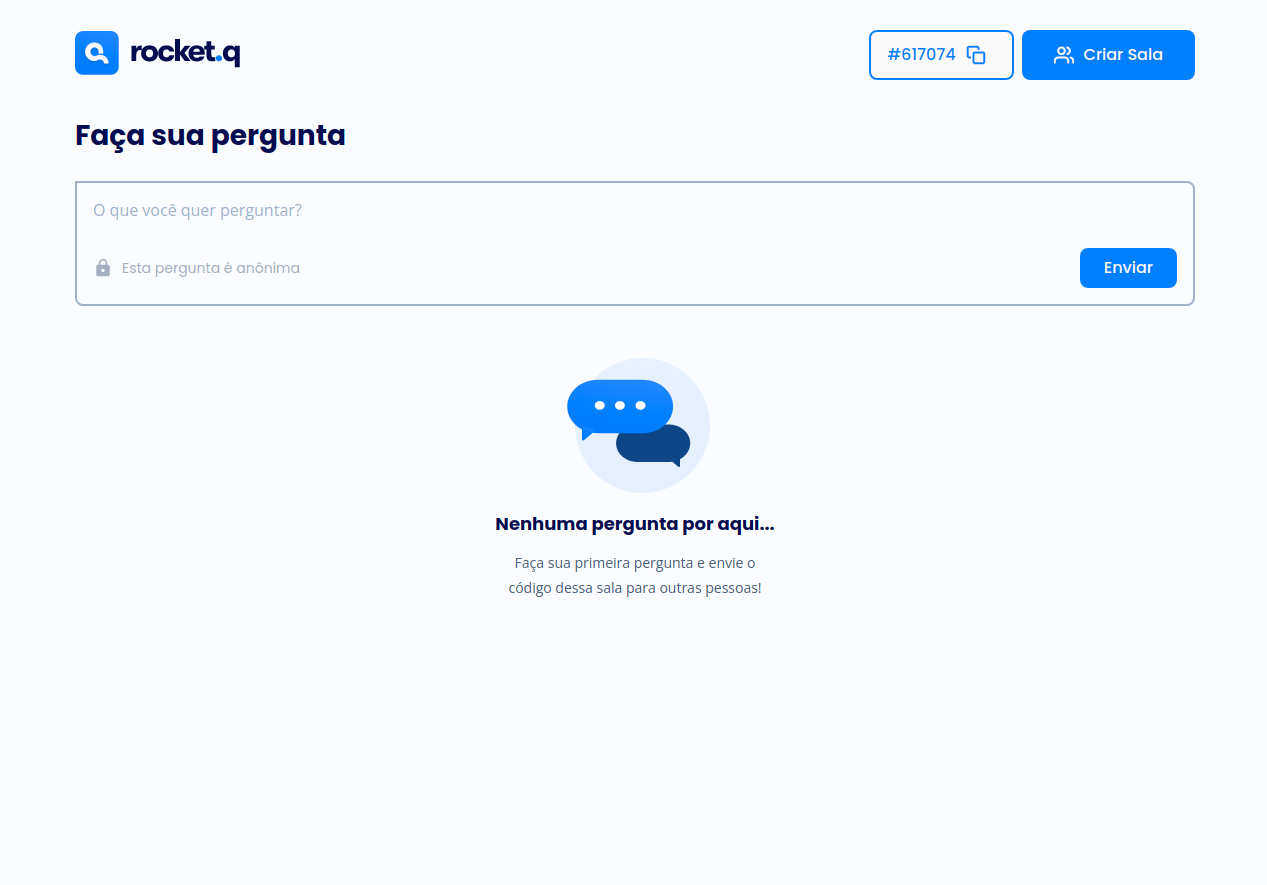 rocket.q
#617074
Criar Sala
Faça sua pergunta
O que você quer perguntar?
Esta pergunta é anônima
Enviar
Nenhuma pergunta por aqui...
Faça sua primeira pergunta e envie o
código dessa sala para outras pessoas!